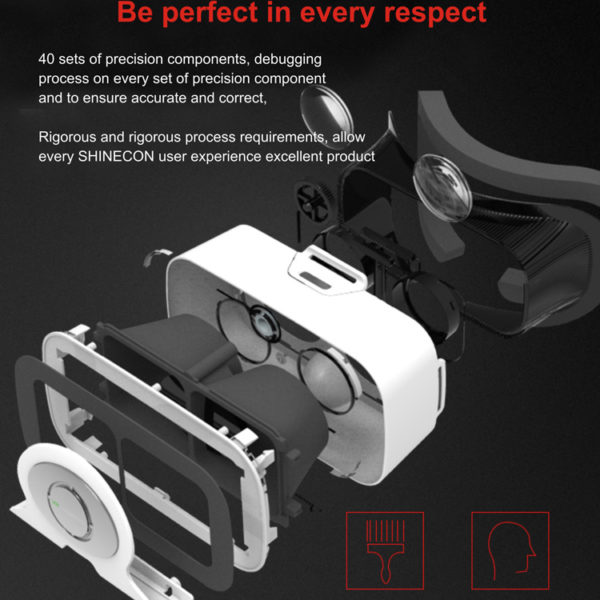 Be perfect in every respect
40 sets of precision components, debugging
process on every set of precision component
and to ensure accurate and correct,
Rigorous and rigorous process requirements, allow
every SHINECON user experience excellent product